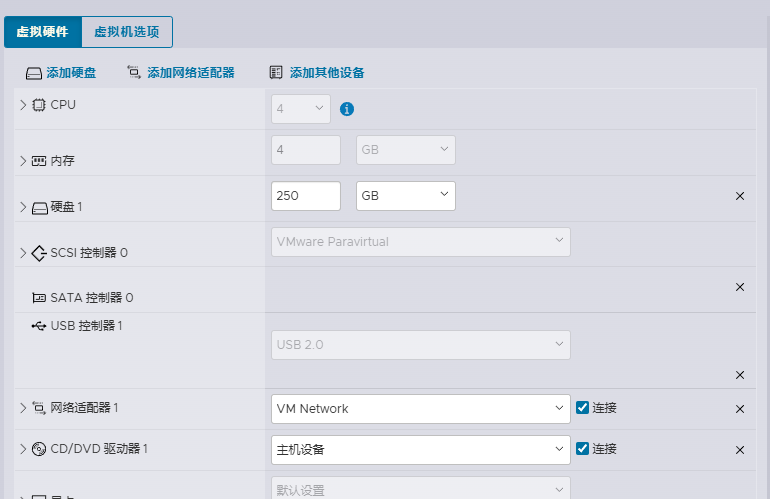 虚拟硬件 虚拟机选项
添加硬盘 添加网络适配器 添加其他设备
CPU 4
内存 4 GB
硬盘 1 250 GB
SCSI 控制器 0 VMware Paravirtual
SATA 控制器 0
USB 控制器 1
USB 2.0
网络适配器 1 VM Network 连接
CD/DVD 驱动器 1 主机设备 连接
默认设置